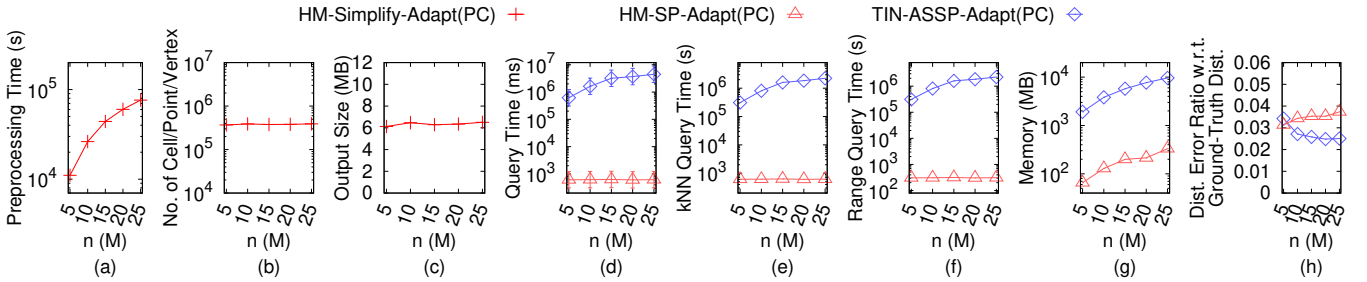 HM-Simplify-Adapt(PC) HM-SP-Adapt(PC) TIN-ASSP-Adapt(PC)
Preprocessing Time (s)
10^5
10^4
5 10 15 20 25
n (M)
(a)
No. of Cell/Point/Vertex
10^7
10^6
10^5
10^4
5 10 15 20 25
n (M)
(b)
Output Size (MB)
12
10
8
6
4
2
0
5 10 15 20 25
n (M)
(c)
Query Time (ms)
10^7
10^6
10^5
10^4
10^3
5 10 15 20 25
n (M)
(d)
kNN Query Time (s)
10^7
10^6
10^5
10^4
10^3
5 10 15 20 25
n (M)
(e)
Range Query Time (s)
10^7
10^6
10^5
10^4
10^3
10^2
5 10 15 20 25
n (M)
(f)
Memory (MB)
10^4
10^3
10^2
5 10 15 20 25
n (M)
(g)
Dist. Error Ratio w.r.t.
Ground-Truth Dist.
0.06
0.05
0.04
0.03
0.02
0.01
0
5 10 15 20 25
n (M)
(h)